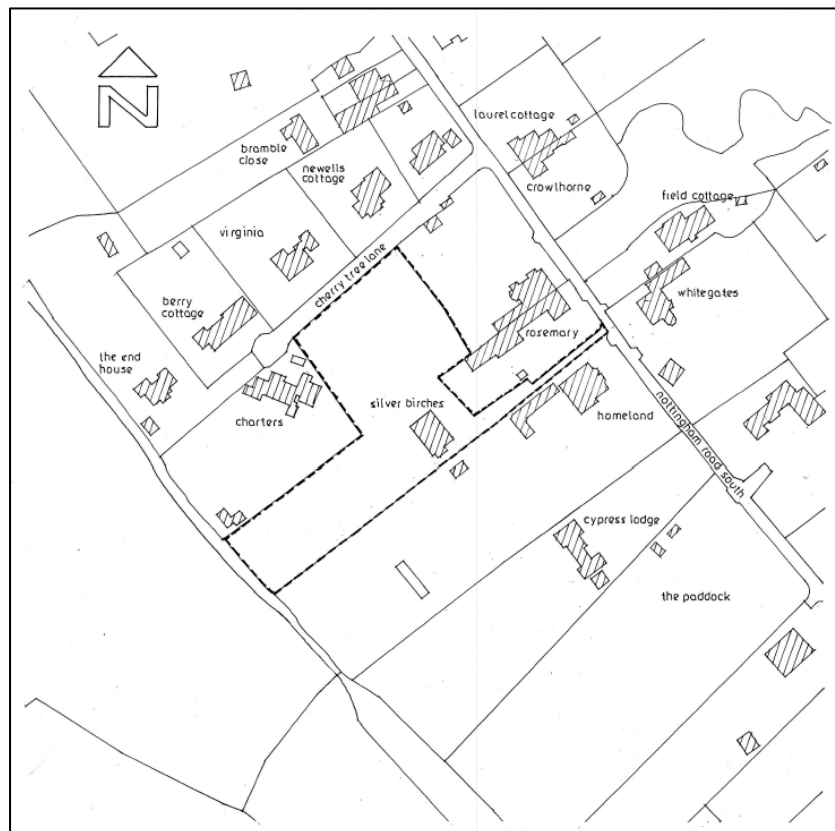 N
laurel cottage
bramble
close
newells
cottage
crowthorne
field cottage
virginia
cherry tree lane
whitegates
berry
cottage
rosemary
the end
house
charters
silver birches
homeland
nottingham road south
cypress lodge
the paddock